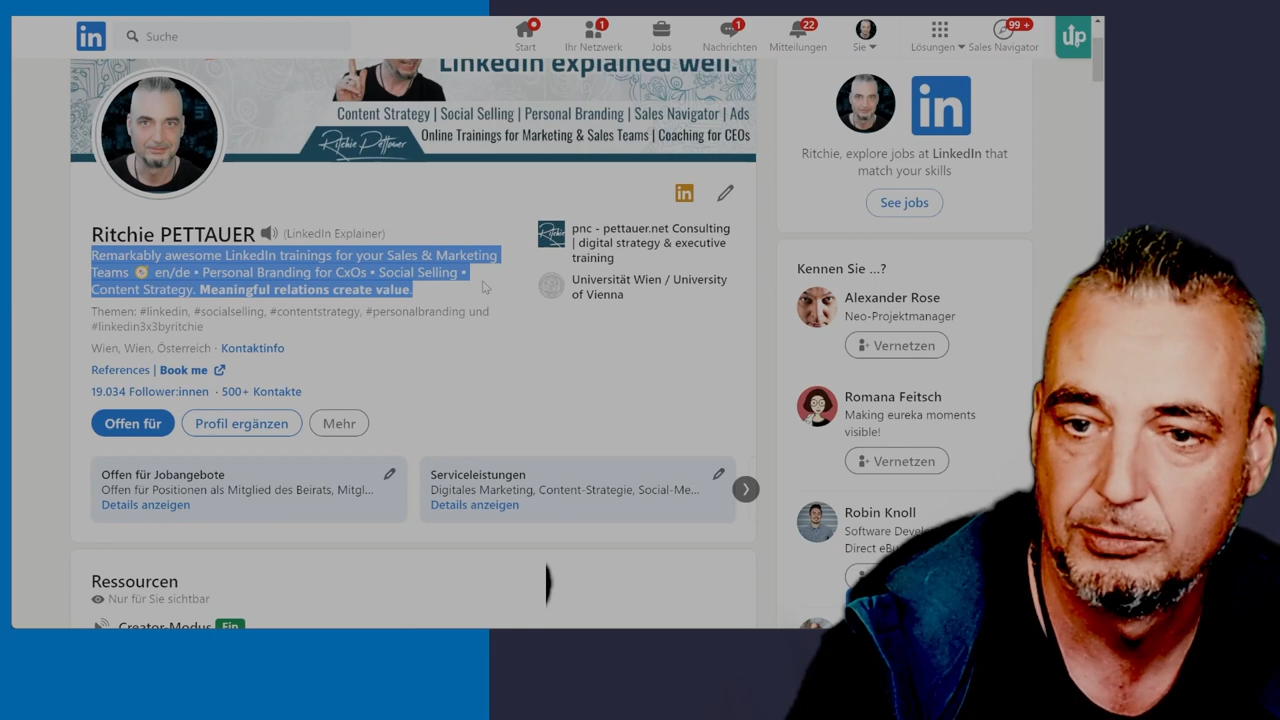 in
Suche
1
1
22
99 +
Start
Ihr Netzwerk
Jobs
Nachrichten
Mitteilungen
Sie
Lösungen
Sales Navigator
up
LinkedIn explained well.
Content Strategy | Social Selling | Personal Branding | Sales Navigator | Ads
Ritchie Pettauer
Online Trainings for Marketing & Sales Teams | Coaching for CEOs
in
Ritchie PETTAUER (LinkedIn Explainer)
Remarkably awesome LinkedIn trainings for your Sales & Marketing
Teams 🧭 en/de • Personal Branding for CxOs • Social Selling •
Content Strategy. Meaningful relations create value.
Themen: #linkedin, #socialselling, #contentstrategy, #personalbranding und
#linkedin3x3byritchie
Wien, Wien, Österreich · Kontaktinfo
References | Book me
19.034 Follower:innen · 500+ Kontakte
Offen für
Profil ergänzen
Mehr
pnc - pettauer.net Consulting
| digital strategy & executive
training
Universität Wien / University
of Vienna
Offen für Jobangebote
Offen für Positionen als Mitglied des Beirats, Mitgl...
Details anzeigen
Serviceleistungen
Digitales Marketing, Content-Strategie, Social-Me...
Details anzeigen
Ressourcen
Nur für Sie sichtbar
Creator-Modus Ein
in
Ritchie, explore jobs at LinkedIn that
match your skills
See jobs
Kennen Sie ...?
Alexander Rose
Neo-Projektmanager
Vernetzen
Romana Feitsch
Making eureka moments
visible!
Vernetzen
Robin Knoll
Software
Direct